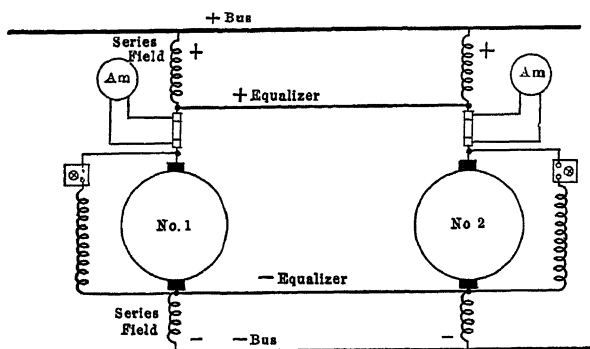 + Bus
Series
Field
+
+
Am
Am
+ Equalizer
No. 1
No 2
− Equalizer
Series
Field
−
− Bus
−